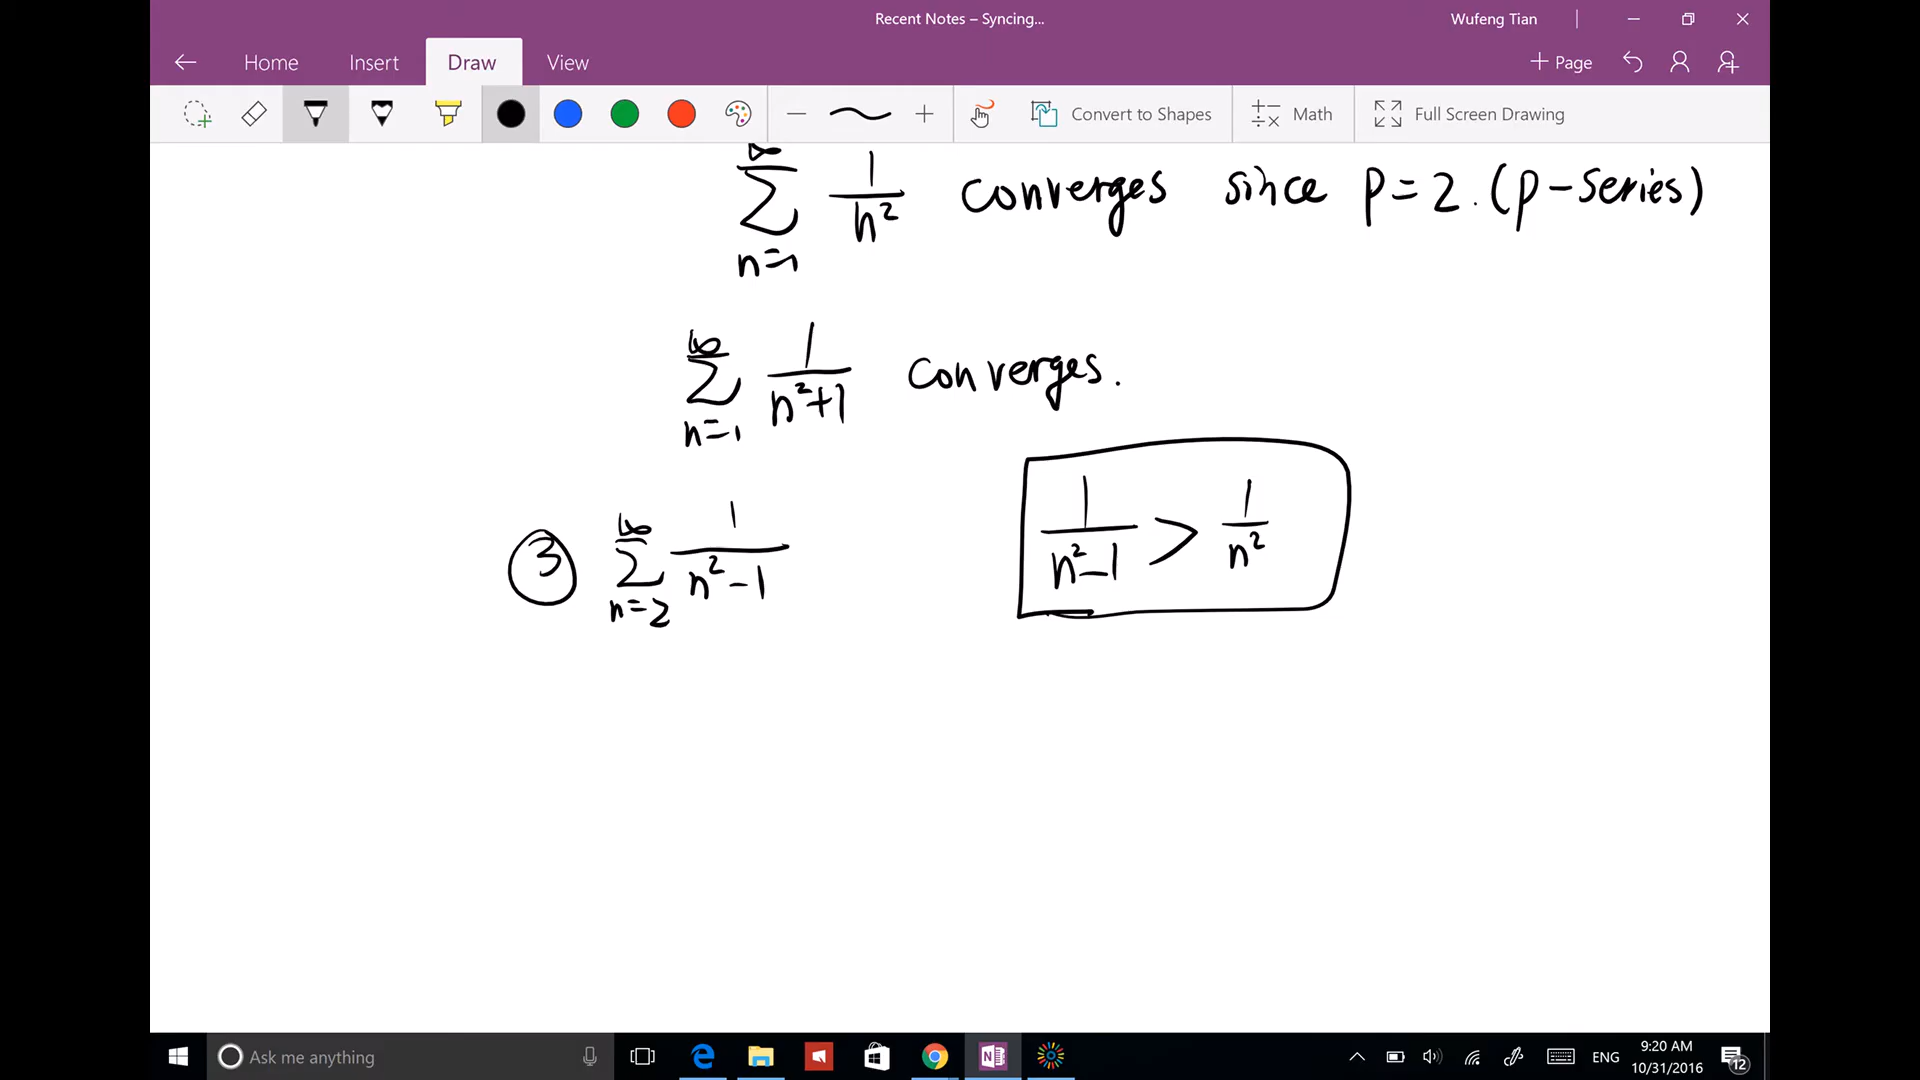 Recent Notes – Syncing...
Wufeng Tian
Home Insert Draw View
Page
Convert to Shapes Math Full Screen Drawing
∞ ∑ n=1 1/n² converges since p=2. (p-series)
∞ ∑ n=1 1/(n²+1) converges.
③ ∞ ∑ n=2 1/(n²-1)
1/(n²-1) > 1/n²
Ask me anything
ENG
9:20 AM
10/31/2016
12